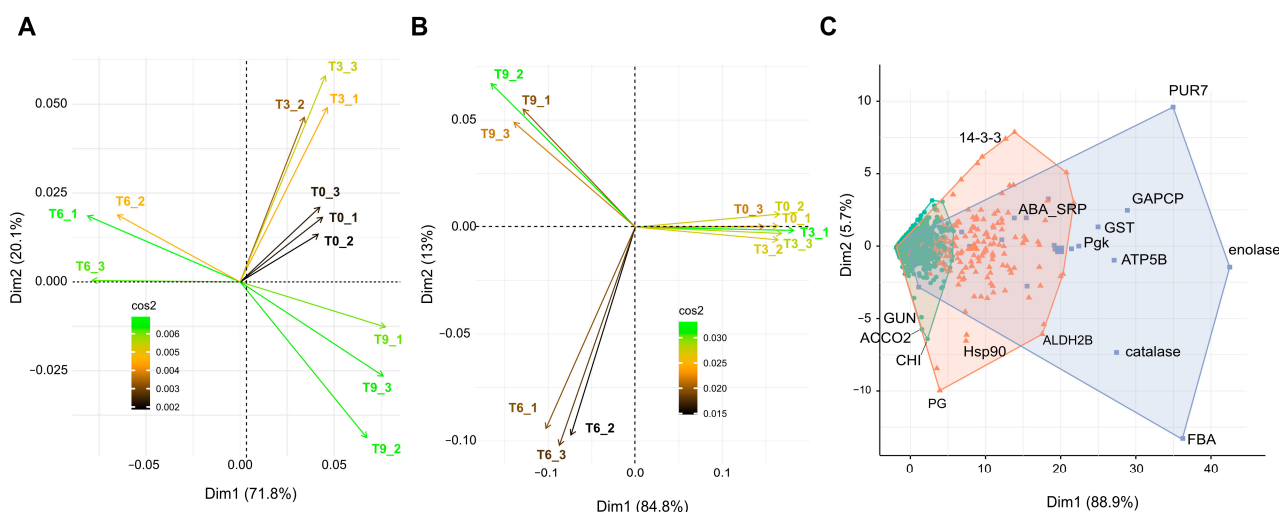 A
B
C
T3_3
T3_2
T3_1
T0_3
T0_1
T0_2
T6_1
T6_2
T6_3
T9_1
T9_3
T9_2
0.050
0.025
0.000
−0.025
Dim2 (20.1%)
cos2
0.006
0.005
0.004
0.003
0.002
−0.05
0.00
0.05
Dim1 (71.8%)
T9_2
T9_1
T9_3
T0_3
T0_2
T0_1
T3_1
T3_2
T3_3
T6_1
T6_2
T6_3
0.05
0.00
−0.05
−0.10
Dim2 (13%)
cos2
0.030
0.025
0.020
0.015
−0.1
0.0
0.1
Dim1 (84.8%)
PUR7
14-3-3
ABA_SRP
GAPCP
GST
Pgk
ATP5B
enolase
GUN
ACCO2
CHI
Hsp90
ALDH2B
catalase
PG
FBA
10
5
0
−5
−10
Dim2 (5.7%)
0
10
20
30
40
Dim1 (88.9%)